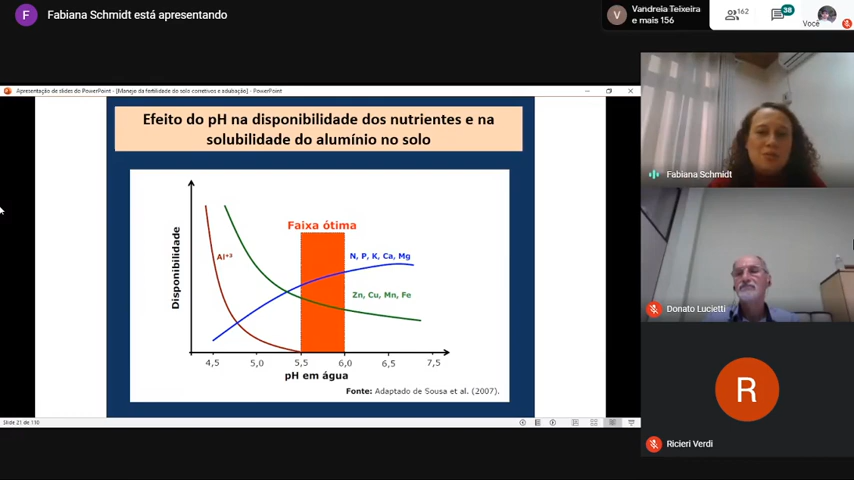 F
Fabiana Schmidt está apresentando
V
Vandreia Teixeira
e mais 156
162
38
Você
Apresentação de slides do PowerPoint - [Manejo da fertilidade do solo corretivos e adubação] - PowerPoint
Efeito do pH na disponibilidade dos nutrientes e na
solubilidade do alumínio no solo
Disponibilidade
Faixa ótima
Al+3
N, P, K, Ca, Mg
Zn, Cu, Mn, Fe
4,5 5,0 5,5 6,0 6,5 7,5
pH em água
Fonte: Adaptado de Sousa et al. (2007).
Slide 21 de 110
Fabiana Schmidt
Donato Lucietti
R
Ricieri Verdi